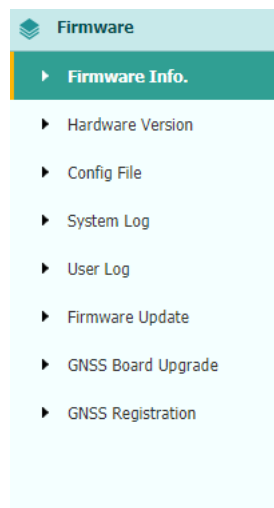 Firmware
Firmware Info.
Hardware Version
Config File
System Log
User Log
Firmware Update
GNSS Board Upgrade
GNSS Registration